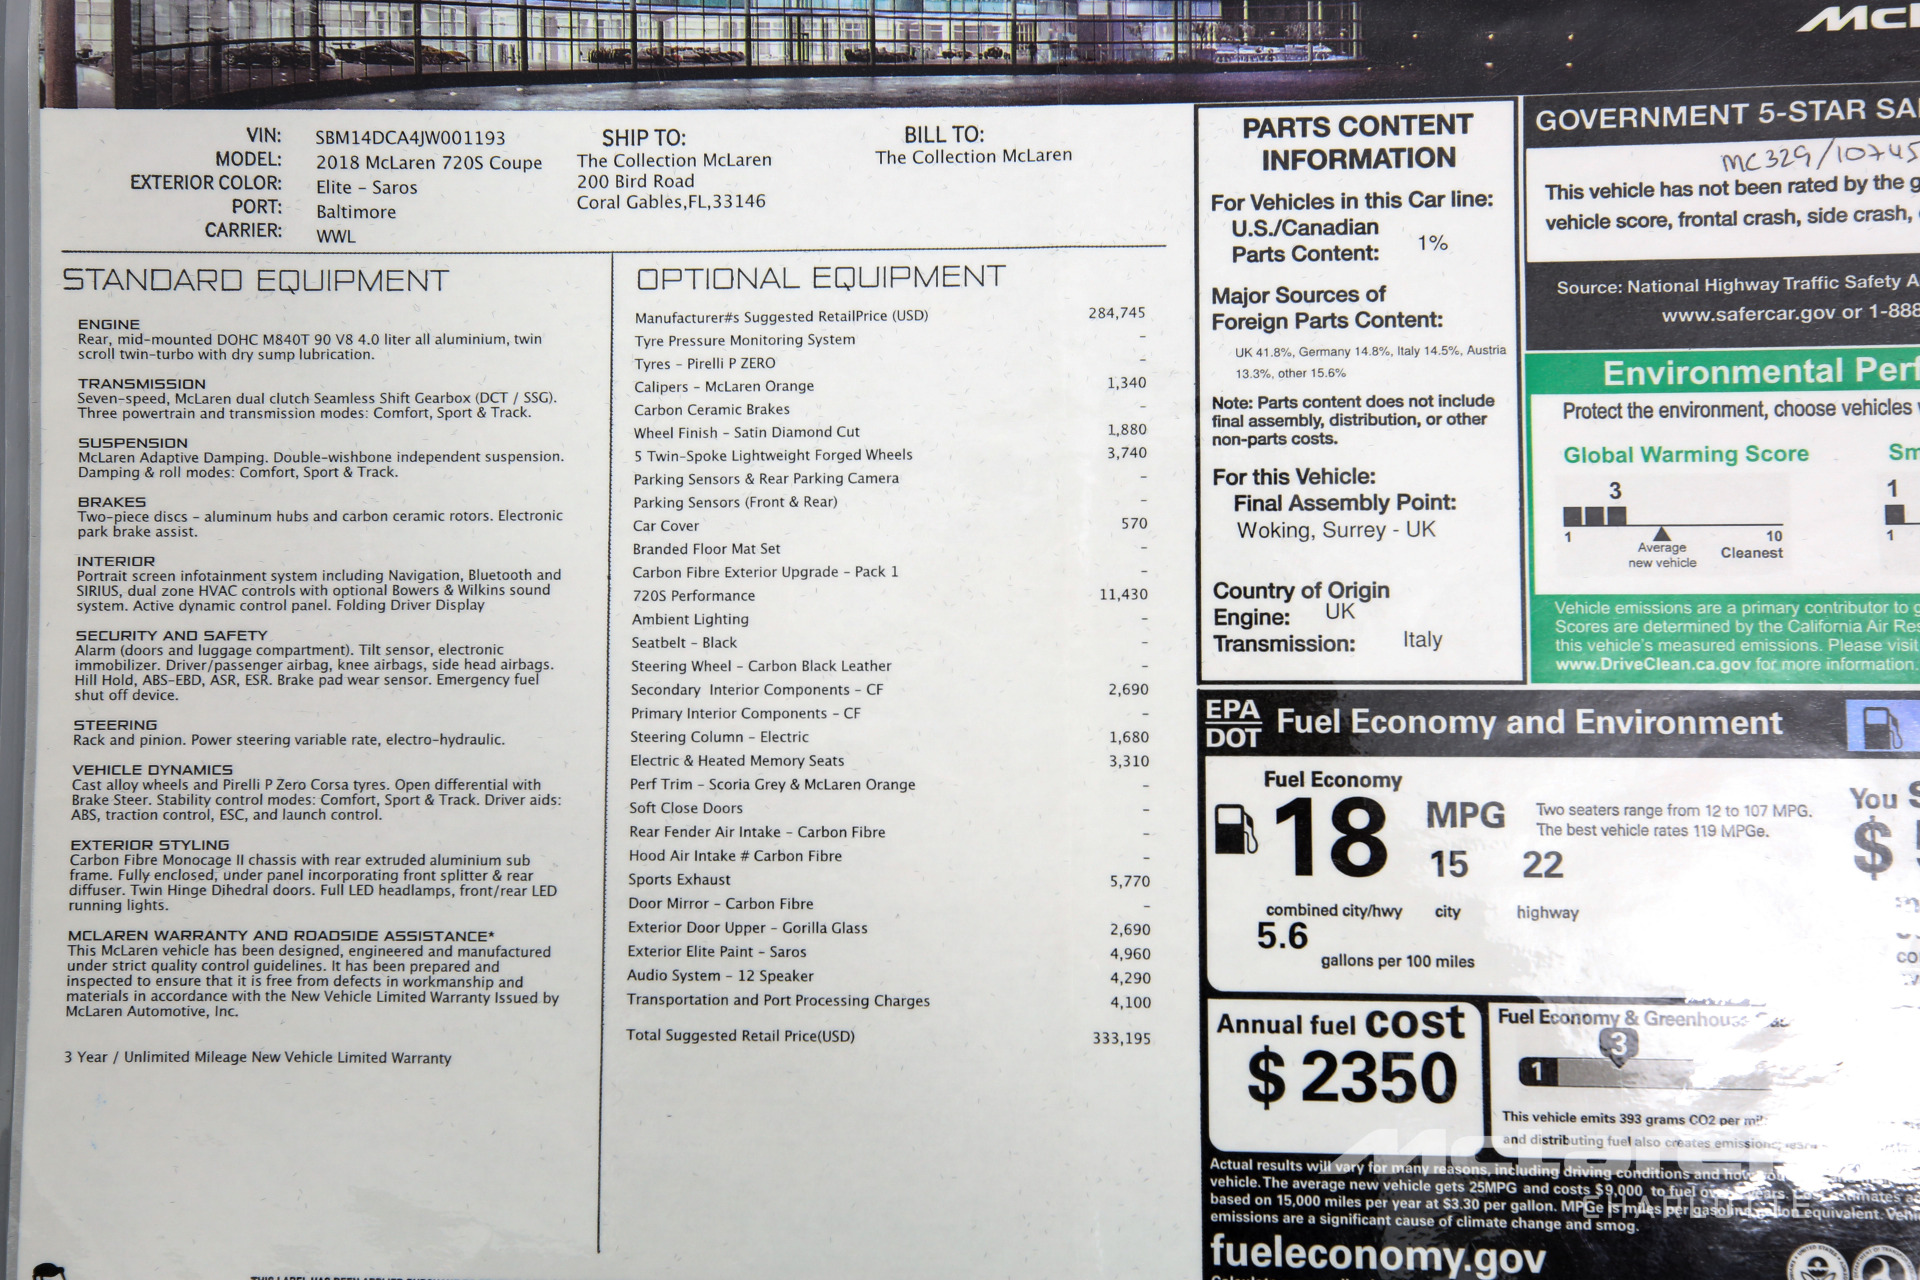 McL
VIN: SBM14DCA4JW001193
MODEL: 2018 McLaren 720S Coupe
EXTERIOR COLOR: Elite - Saros
PORT: Baltimore
CARRIER: WWL
SHIP TO:
The Collection McLaren
200 Bird Road
Coral Gables,FL,33146
BILL TO:
The Collection McLaren
STANDARD EQUIPMENT
ENGINE
Rear, mid-mounted DOHC M840T 90 V8 4.0 liter all aluminium, twin
scroll twin-turbo with dry sump lubrication.
TRANSMISSION
Seven-speed, McLaren dual clutch Seamless Shift Gearbox (DCT / SSG).
Three powertrain and transmission modes: Comfort, Sport & Track.
SUSPENSION
McLaren Adaptive Damping. Double-wishbone independent suspension.
Damping & roll modes: Comfort, Sport & Track.
BRAKES
Two-piece discs - aluminum hubs and carbon ceramic rotors. Electronic
park brake assist.
INTERIOR
Portrait screen infotainment system including Navigation, Bluetooth and
SIRIUS, dual zone HVAC controls with optional Bowers & Wilkins sound
system. Active dynamic control panel. Folding Driver Display
SECURITY AND SAFETY
Alarm (doors and luggage compartment). Tilt sensor, electronic
immobilizer. Driver/passenger airbag, knee airbags, side head airbags.
Hill Hold, ABS-EBD, ASR, ESR. Brake pad wear sensor. Emergency fuel
shut off device.
STEERING
Rack and pinion. Power steering variable rate, electro-hydraulic.
VEHICLE DYNAMICS
Cast alloy wheels and Pirelli P Zero Corsa tyres. Open differential with
Brake Steer. Stability control modes: Comfort, Sport & Track. Driver aids:
ABS, traction control, ESC, and launch control.
EXTERIOR STYLING
Carbon Fibre Monocage II chassis with rear extruded aluminium sub
frame. Fully enclosed, under panel incorporating front splitter & rear
diffuser. Twin Hinge Dihedral doors. Full LED headlamps, front/rear LED
running lights.
MCLAREN WARRANTY AND ROADSIDE ASSISTANCE*
This McLaren vehicle has been designed, engineered and manufactured
under strict quality control guidelines. It has been prepared and
inspected to ensure that it is free from defects in workmanship and
materials in accordance with the New Vehicle Limited Warranty Issued by
McLaren Automotive, Inc.
3 Year / Unlimited Mileage New Vehicle Limited Warranty
OPTIONAL EQUIPMENT
Manufacturer#s Suggested RetailPrice (USD) 284,745
Tyre Pressure Monitoring System -
Tyres - Pirelli P ZERO -
Calipers - McLaren Orange 1,340
Carbon Ceramic Brakes -
Wheel Finish - Satin Diamond Cut 1,880
5 Twin-Spoke Lightweight Forged Wheels 3,740
Parking Sensors & Rear Parking Camera -
Parking Sensors (Front & Rear) -
Car Cover 570
Branded Floor Mat Set -
Carbon Fibre Exterior Upgrade - Pack 1 -
720S Performance 11,430
Ambient Lighting -
Seatbelt - Black -
Steering Wheel - Carbon Black Leather -
Secondary Interior Components - CF 2,690
Primary Interior Components - CF -
Steering Column - Electric 1,680
Electric & Heated Memory Seats 3,310
Perf Trim - Scoria Grey & McLaren Orange -
Soft Close Doors -
Rear Fender Air Intake - Carbon Fibre -
Hood Air Intake # Carbon Fibre -
Sports Exhaust 5,770
Door Mirror - Carbon Fibre -
Exterior Door Upper - Gorilla Glass 2,690
Exterior Elite Paint - Saros 4,960
Audio System - 12 Speaker 4,290
Transportation and Port Processing Charges 4,100
Total Suggested Retail Price(USD) 333,195
PARTS CONTENT
INFORMATION
For Vehicles in this Car line:
U.S./Canadian
Parts Content: 1%
Major Sources of
Foreign Parts Content:
UK 41.8%, Germany 14.8%, Italy 14.5%, Austria
13.3%, other 15.6%
Note: Parts content does not include
final assembly, distribution, or other
non-parts costs.
For this Vehicle:
Final Assembly Point:
Woking, Surrey - UK
Country of Origin
Engine: UK
Transmission: Italy
GOVERNMENT 5-STAR SA
MC329/10745
This vehicle has not been rated by the g
vehicle score, frontal crash, side crash,
Source: National Highway Traffic Safety A
www.safercar.gov or 1-888
Environmental Perf
Protect the environment, choose vehicles
Global Warming Score
3
1 10
Average
new vehicle
Cleanest
Sm
1
1
Vehicle emissions are a primary contributor to g
Scores are determined by the California Air Res
this vehicle's measured emissions. Please visit
www.DriveClean.ca.gov for more information.
EPA
DOT
Fuel Economy and Environment
Fuel Economy
18 MPG
15 22
combined city/hwy city highway
5.6
gallons per 100 miles
Two seaters range from 12 to 107 MPG.
The best vehicle rates 119 MPGe.
You
$
Annual fuel cost
$2350
Fuel Economy & Greenhouse
3
1
This vehicle emits 393 grams CO2 per
and distributing fuel also creates emissions
Actual results will vary for many reasons, including driving conditions and how
vehicle. The average new vehicle gets 25MPG and costs $9,000 to fuel
based on 15,000 miles per year at $3.30 per gallon. MPGe is miles per gasoline gallon equivalent.
emissions are a significant cause of climate change and smog.
fueleconomy.gov
McLaren
CHARLOTTE